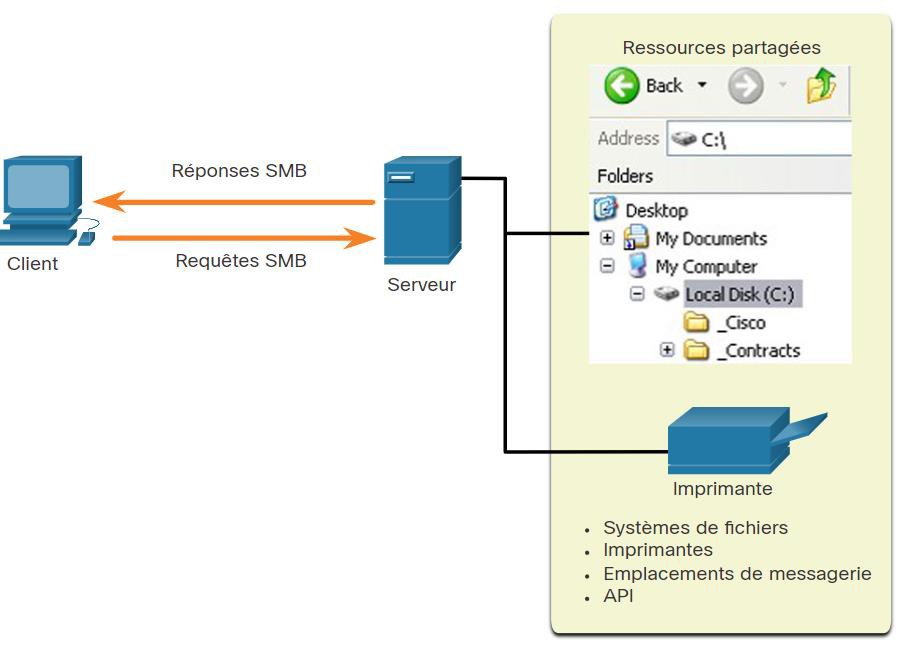 Ressources partagées
Back
Address C:\
Folders
Desktop
My Documents
My Computer
Local Disk (C:)
_Cisco
_Contracts
Réponses SMB
Requêtes SMB
Client
Serveur
Imprimante
• Systèmes de fichiers
• Imprimantes
• Emplacements de messagerie
• API